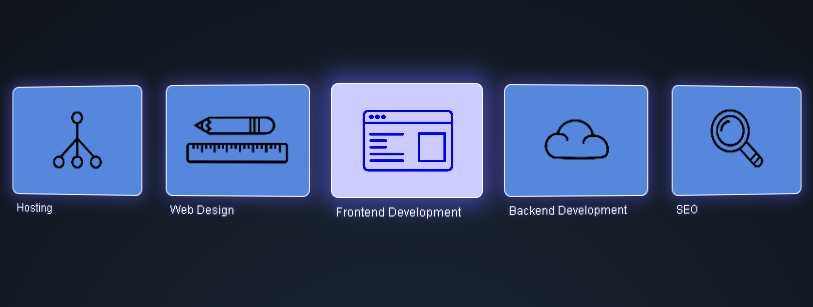 Hosting
Web Design
Frontend Development
Backend Development
SEO